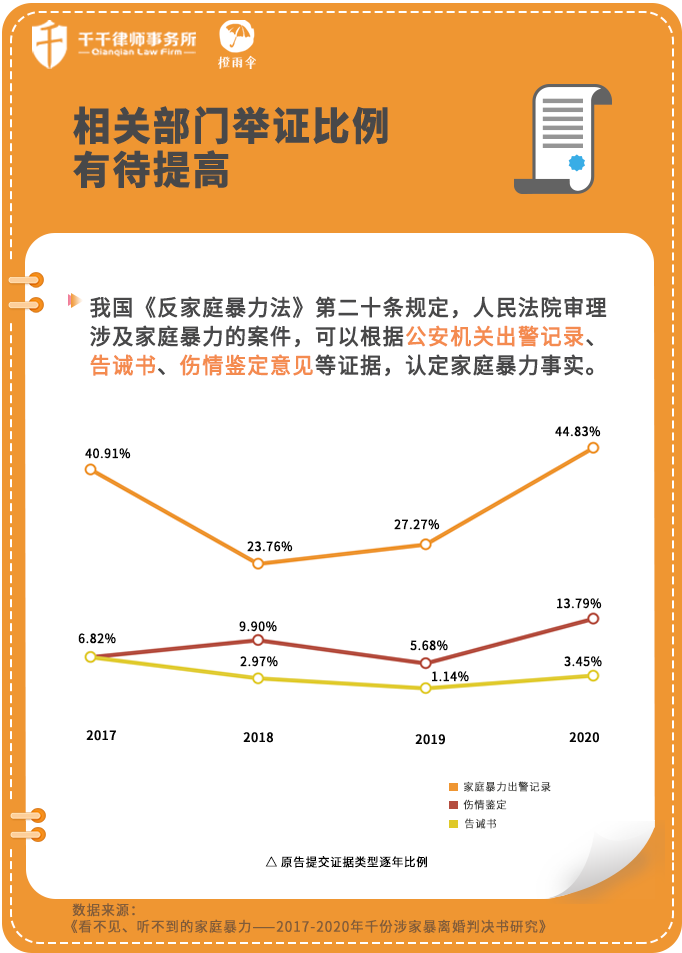 千千律师事务所
Qianqian Law Firm
橙雨伞
相关部门举证比例
有待提高
我国《反家庭暴力法》第二十条规定，人民法院审理
涉及家庭暴力的案件，可以根据公安机关出警记录、
告诫书、伤情鉴定意见等证据，认定家庭暴力事实。
44.83%
40.91%
27.27%
23.76%
13.79%
9.90%
6.82%
5.68%
2.97%
3.45%
1.14%
2017
2018
2019
2020
家庭暴力出警记录
伤情鉴定
告诫书
△ 原告提交证据类型逐年比例
数据来源：
《看不见、听不到的家庭暴力——2017-2020年千份涉家暴离婚判决书研究》